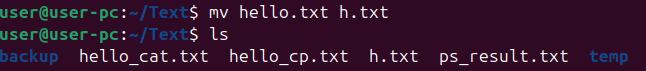 user@user-pc:~/Text$ mv hello.txt h.txt
user@user-pc:~/Text$ ls
backup  hello_cat.txt  hello_cp.txt  h.txt  ps_result.txt  temp